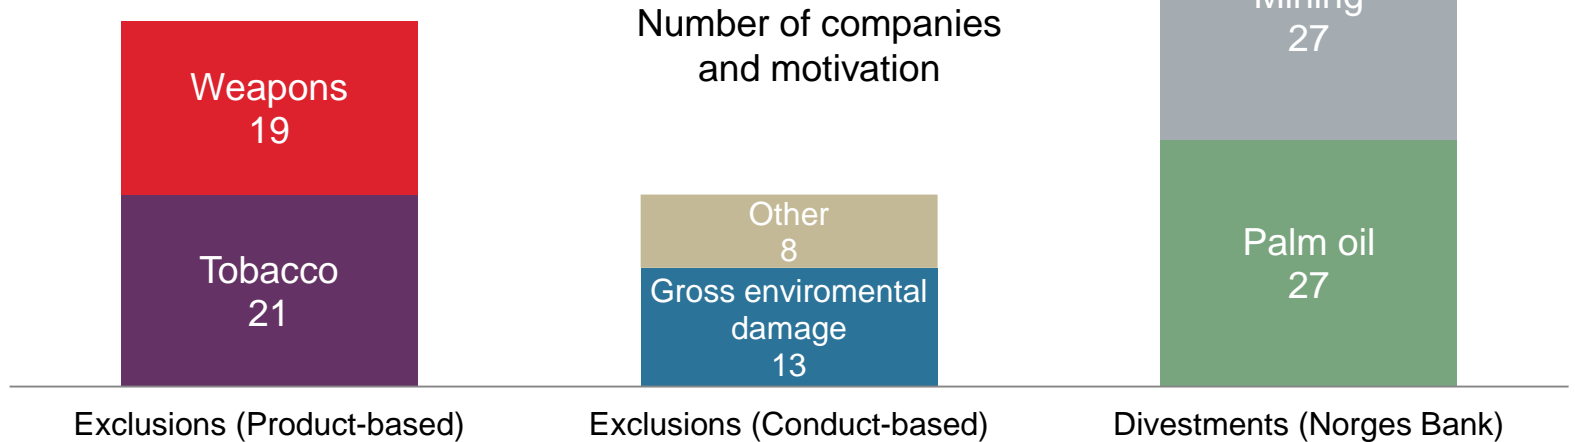 Number of companies
and motivation
Weapons
19
Tobacco
21
Other
8
Gross enviromental
damage
13
Mining
27
Palm oil
27
Exclusions (Product-based)
Exclusions (Conduct-based)
Divestments (Norges Bank)